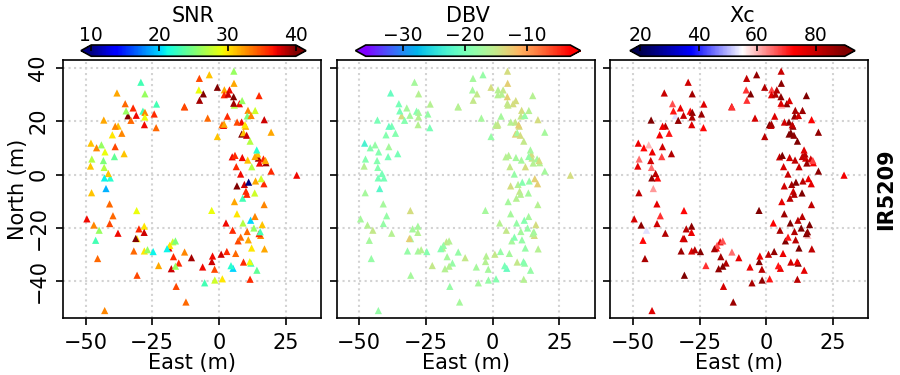 SNR DBV Xc
10 20 30 40 −30 −20 −10 20 40 60 80
40
20
0
−20
−40
North (m)
−50 −25 0 25 −50 −25 0 25 −50 −25 0 25
East (m) East (m) East (m)
IR5209